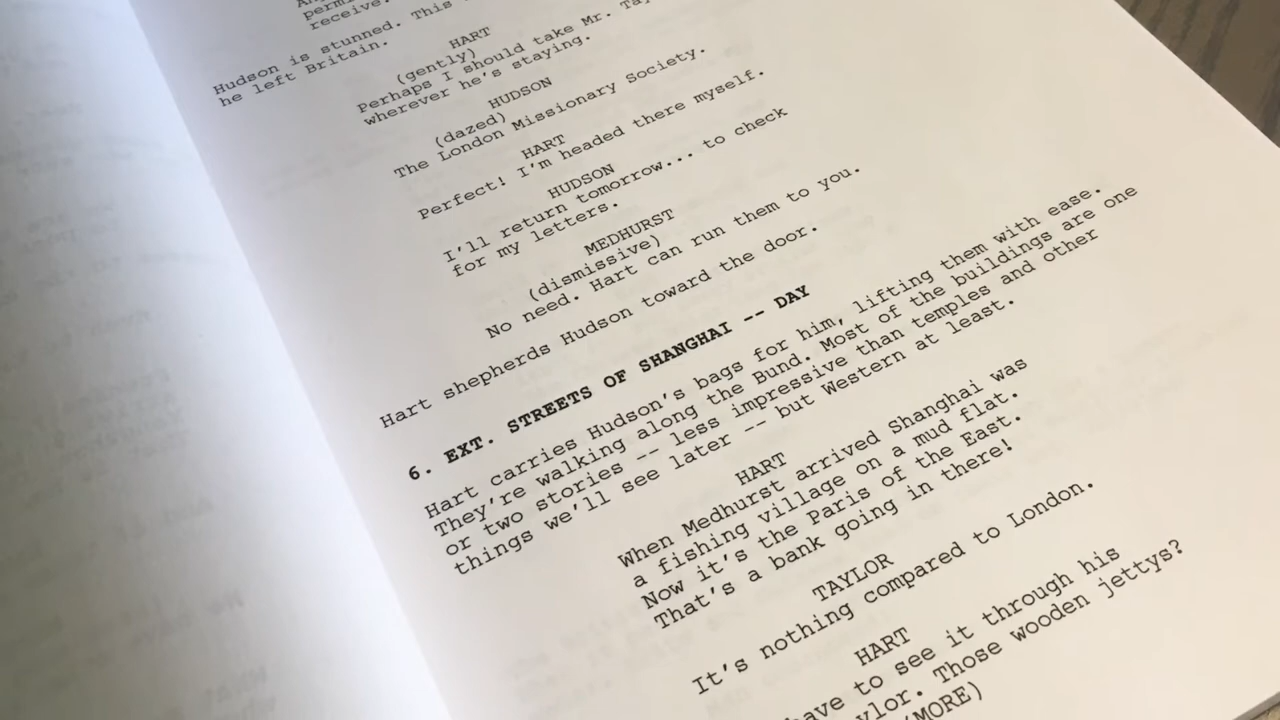 receive.
Hudson is stunned. This
he left Britain.
HART
(gently)
Perhaps I should take Mr.
wherever he's staying.
HUDSON
(dazed)
The London Missionary Society.
HART
Perfect! I'm headed there myself.
HUDSON
I'll return tomorrow... to check
for my letters.
MEDHURST
(dismissive)
No need. Hart can run them to you.
Hart shepherds Hudson toward the door.
6. EXT. STREETS OF SHANGHAI -- DAY
Hart carries Hudson's bags for him, lifting them with ease.
They're walking along the Bund. Most of the buildings are one
or two stories -- less impressive than temples and other
things we'll see later -- but Western at least.
HART
When Medhurst arrived Shanghai was
a fishing village on a mud flat.
Now it's the Paris of the East.
That's a bank going in there!
TAYLOR
It's nothing compared to London.
HART
have to see it through his
Those wooden jettys?
(MORE)